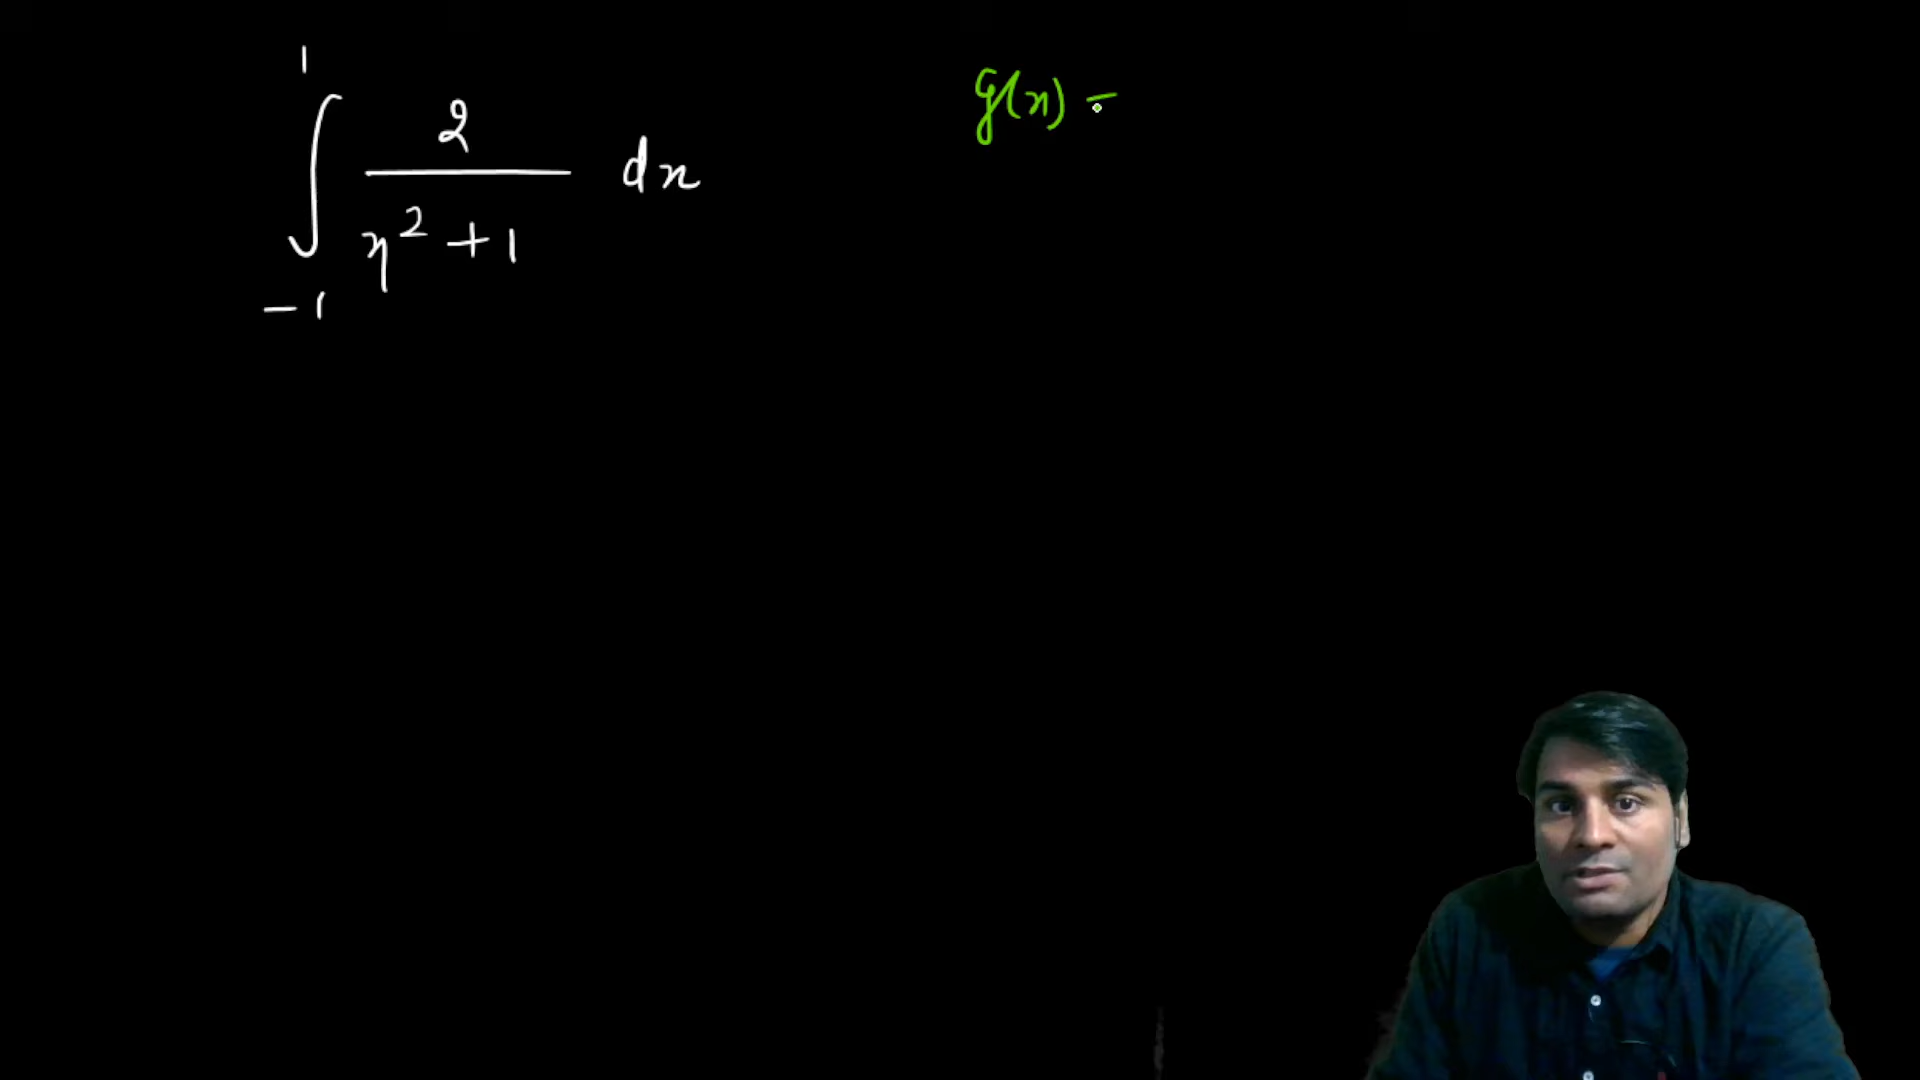 ∫_{-1}^{1} 2/(x²+1) dx
g(x) =